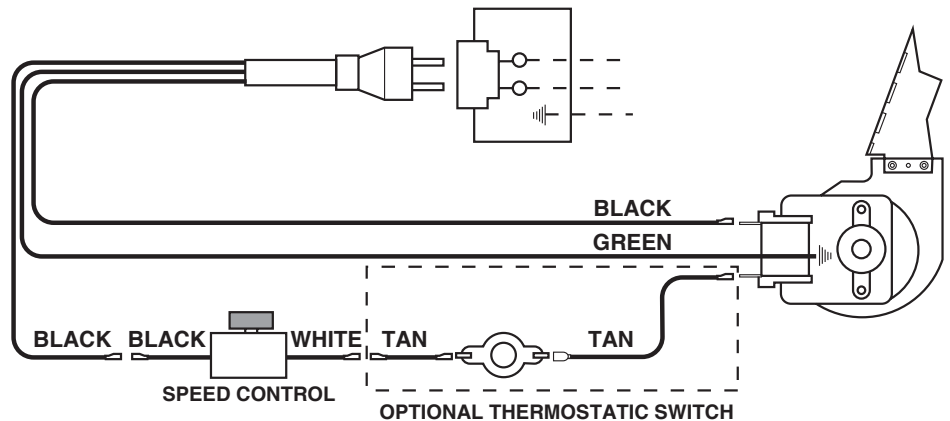 BLACK
GREEN
BLACK BLACK WHITE TAN TAN
SPEED CONTROL
OPTIONAL THERMOSTATIC SWITCH